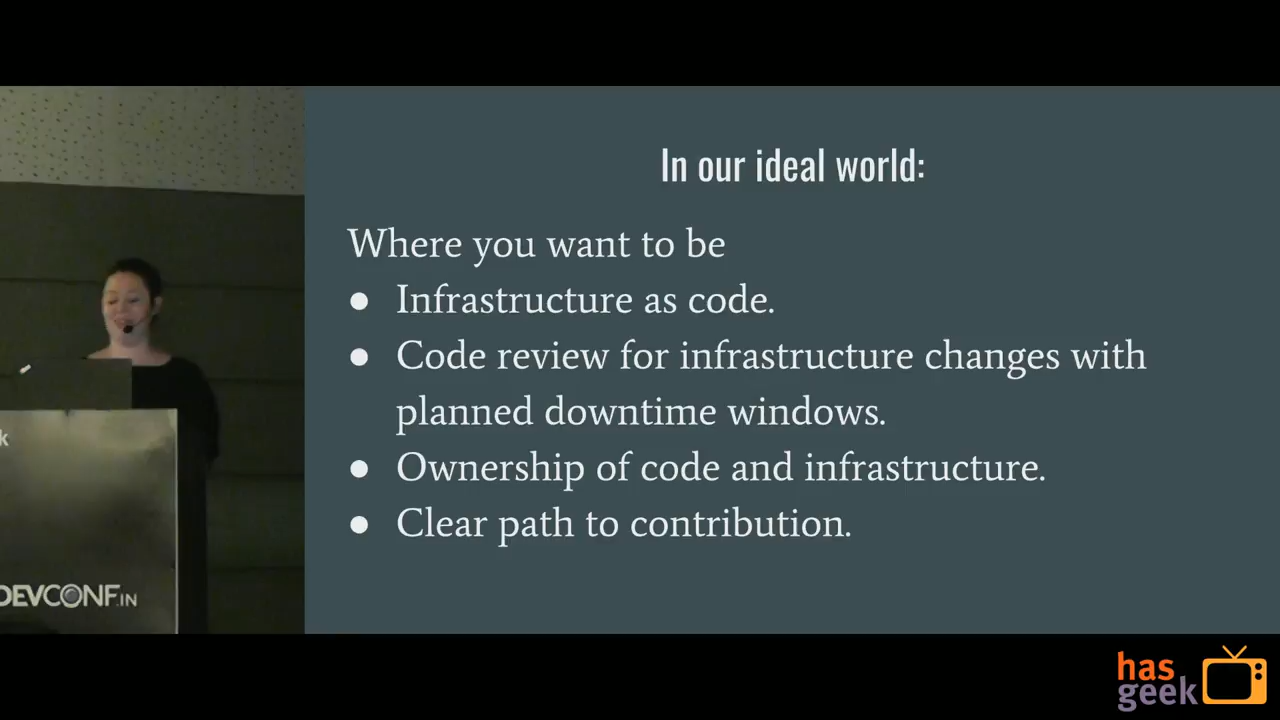 In our ideal world:
Where you want to be
● Infrastructure as code.
● Code review for infrastructure changes with
planned downtime windows.
● Ownership of code and infrastructure.
● Clear path to contribution.
k
DEVCONF.IN
has
geek